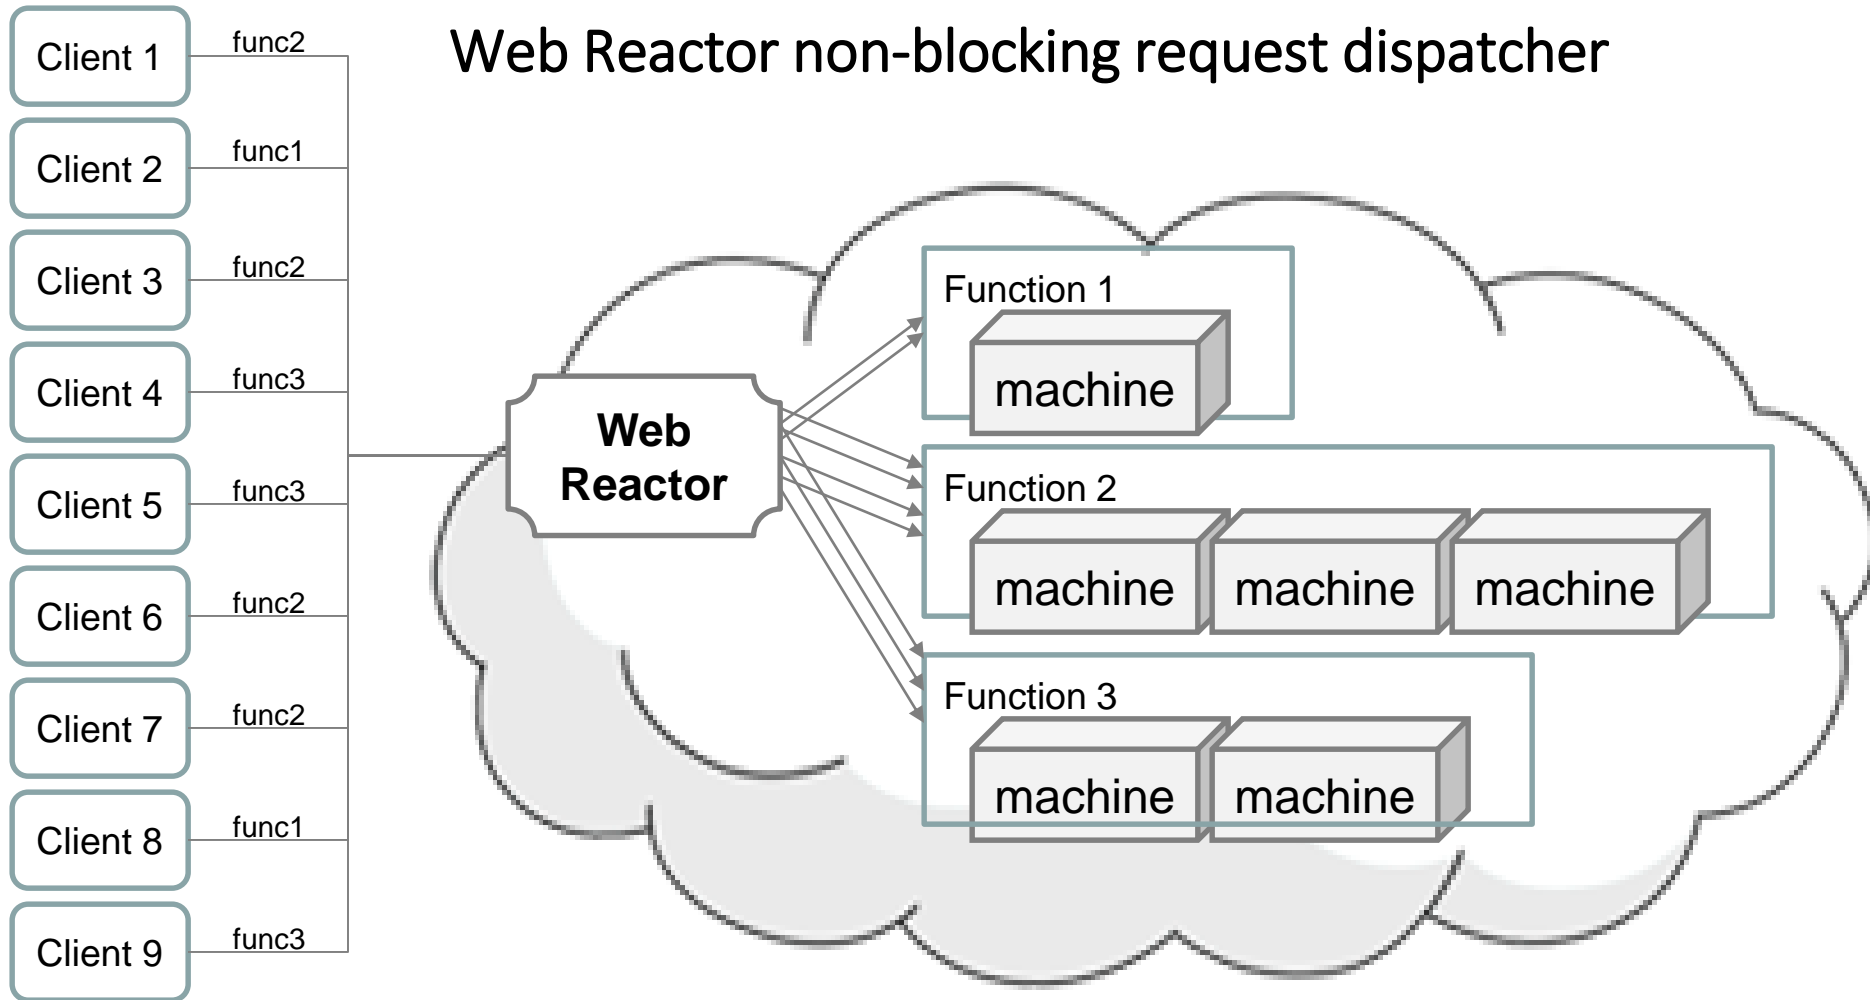 Web Reactor non-blocking request dispatcher
Client 1
func2
Client 2
func1
Client 3
func2
Client 4
func3
Client 5
func3
Client 6
func2
Client 7
func2
Client 8
func1
Client 9
func3
Web
Reactor
Function 1
machine
Function 2
machine machine machine
Function 3
machine machine